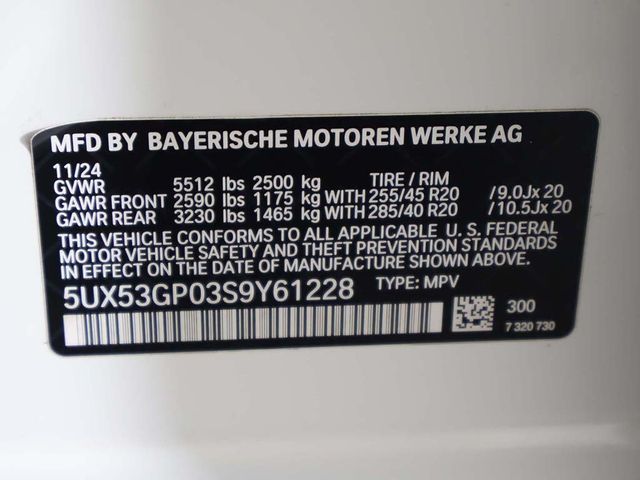 MFD BY BAYERISCHE MOTOREN WERKE AG
11/24
GVWR 5512 lbs 2500 kg TIRE / RIM
GAWR FRONT 2590 lbs 1175 kg WITH 255/45 R20 /9.0Jx 20
GAWR REAR 3230 lbs 1465 kg WITH 285/40 R20 /10.5Jx 20
THIS VEHICLE CONFORMS TO ALL APPLICABLE U. S. FEDERAL
MOTOR VEHICLE SAFETY AND THEFT PREVENTION STANDARDS
IN EFFECT ON THE DATE OF MANUFACTURE SHOWN ABOVE.
5UX53GP03S9Y61228 TYPE: MPV
300
7 320 730